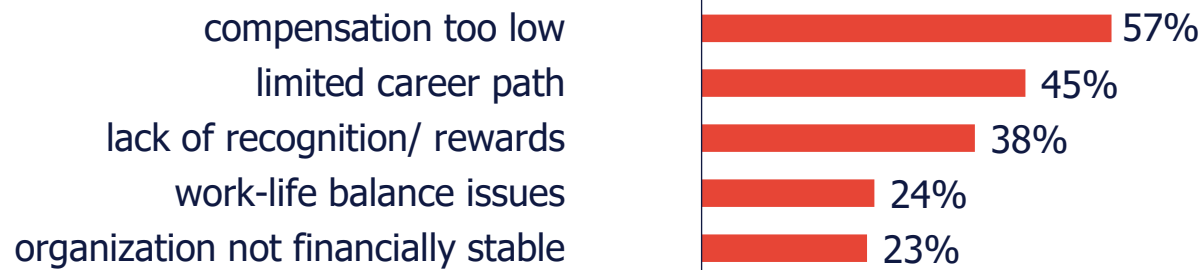 compensation too low 57%
limited career path 45%
lack of recognition/ rewards 38%
work-life balance issues 24%
organization not financially stable 23%